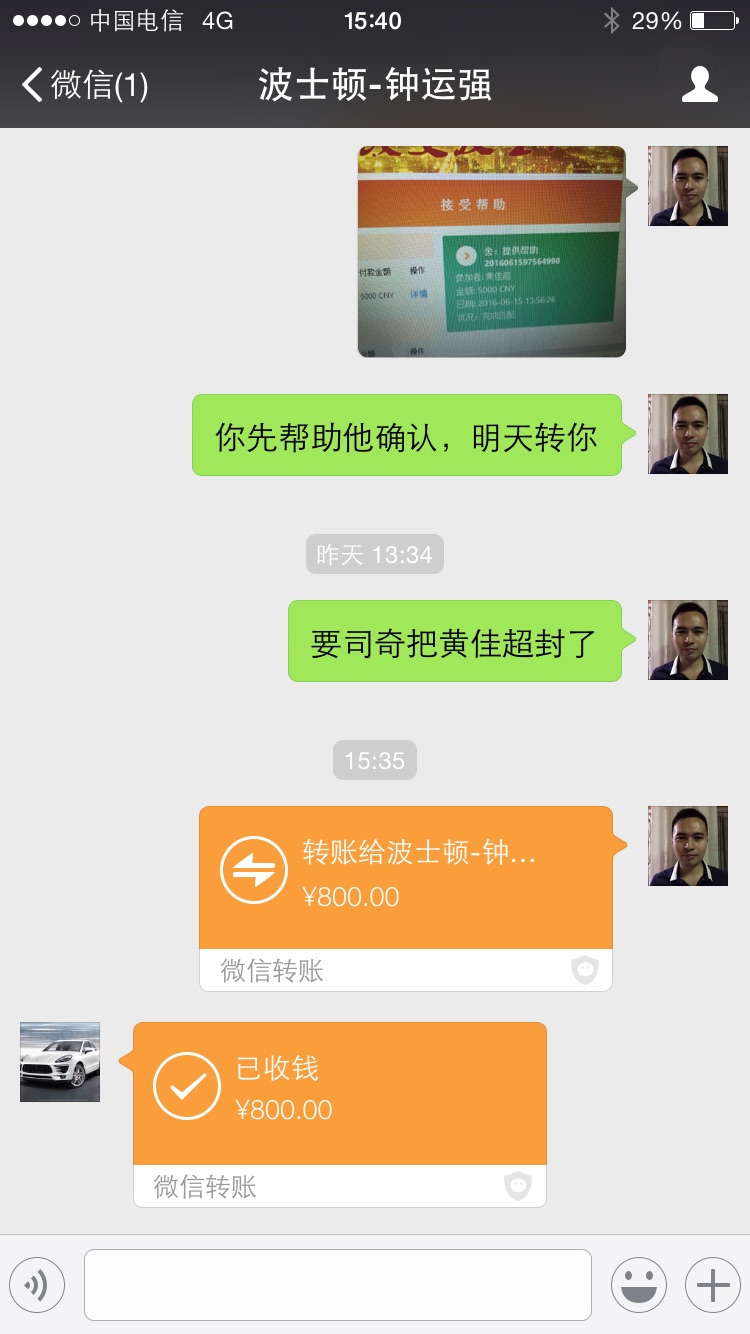 中国电信 4G 15:40 29%
微信(1) 波士顿-钟运强
接受帮助
舍：提供帮助
2016061597564998
付款金额 操作
参加者：黄佳超
5000 CNY 详情
金额：5000 CNY
日期：2016-06-15 13:56:26
状况：完成匹配
操作
你先帮助他确认，明天转你
昨天 13:34
要司奇把黄佳超封了
15:35
转账给波士顿-钟...
¥800.00
微信转账
已收钱
¥800.00
微信转账